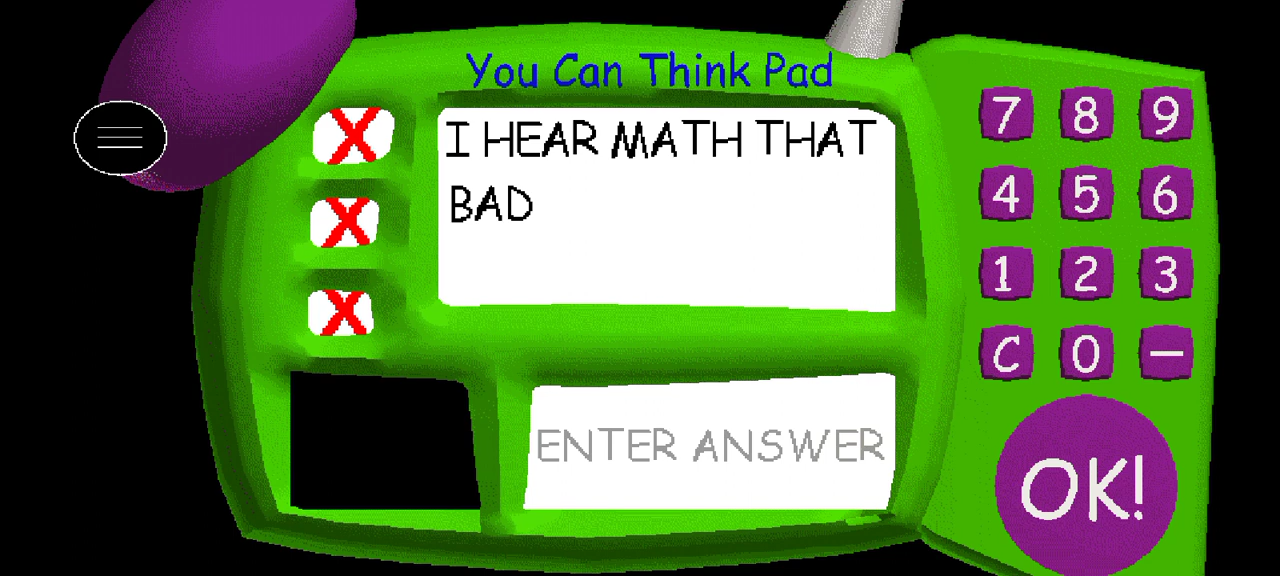 You Can Think Pad
I HEAR MATH THAT
BAD
ENTER ANSWER
7 8 9
4 5 6
1 2 3
C 0 —
OK!
X
X
X